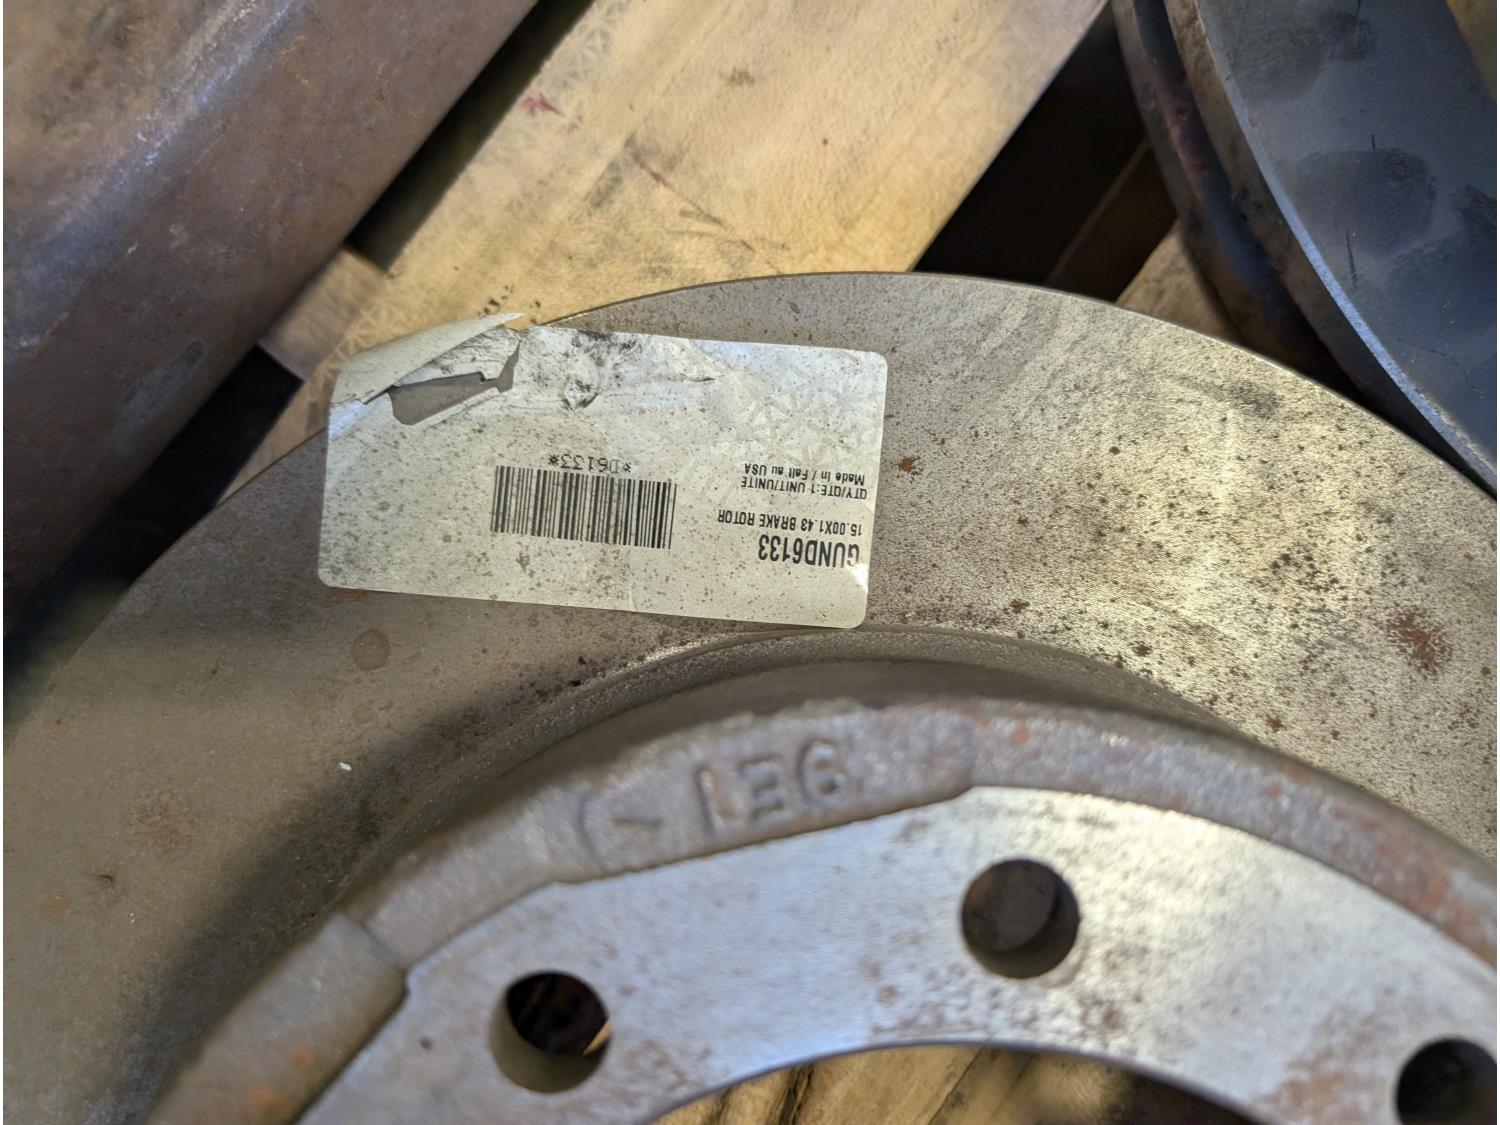 GUND6133
15.00X1.43 BRAKE ROTOR
QTY/QTE:1 UNIT/UNITE
Made in / Fait au USA
*D6133*